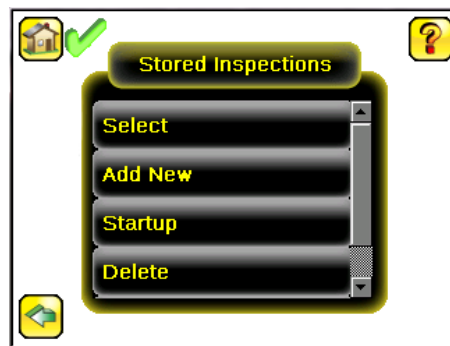 ?
Stored Inspections
Select
Add New
Startup
Delete